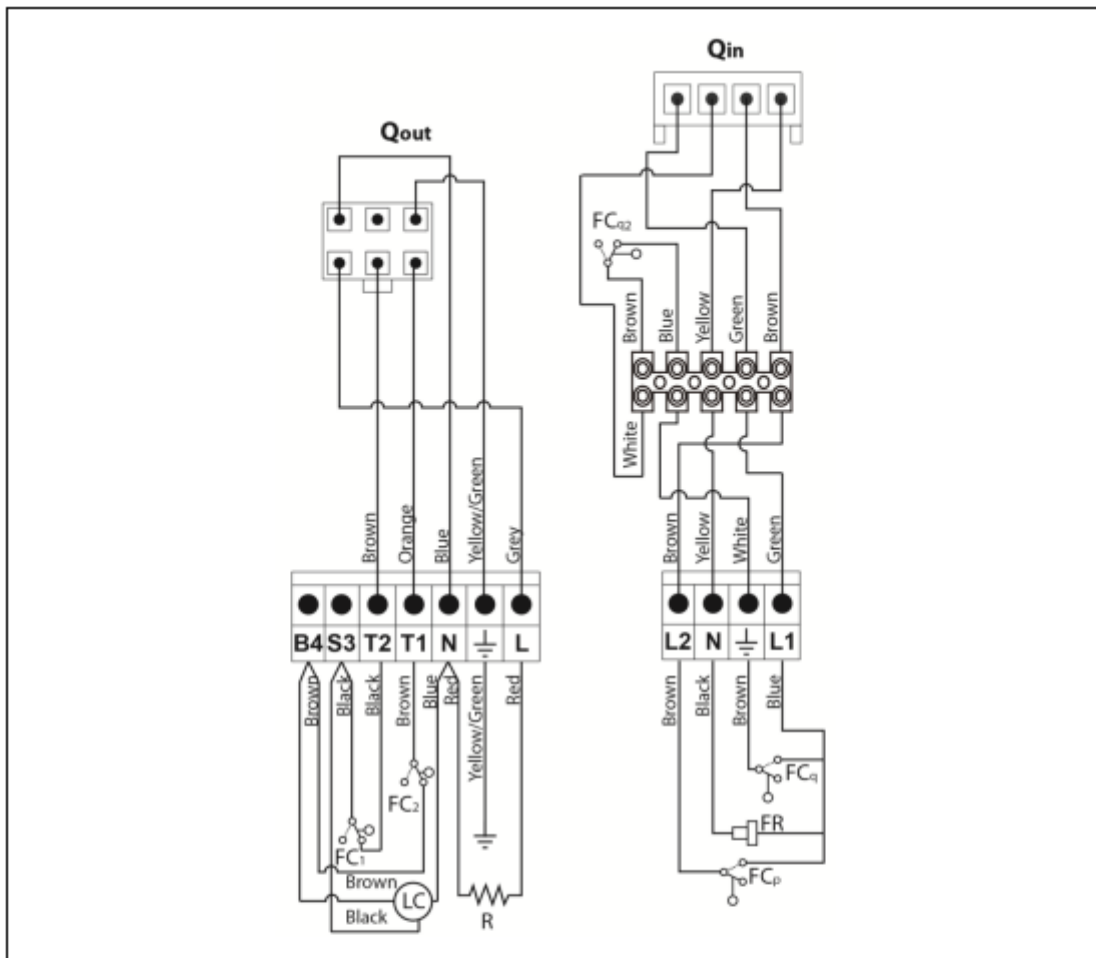 Qin
Qout
FCq2
Brown
Blue
Yellow
Green
Brown
White
Brown
Orange
Blue
Yellow/Green
Grey
Brown
Yellow
White
Green
B4 S3 T2 T1 N L
L2 N L1
Brown
Black
Black
Brown
Blue
Red
Yellow/Green
Red
Brown
Black
Brown
Blue
FC2
FCq
FC1
FR
Brown
LC
FCp
Black
R